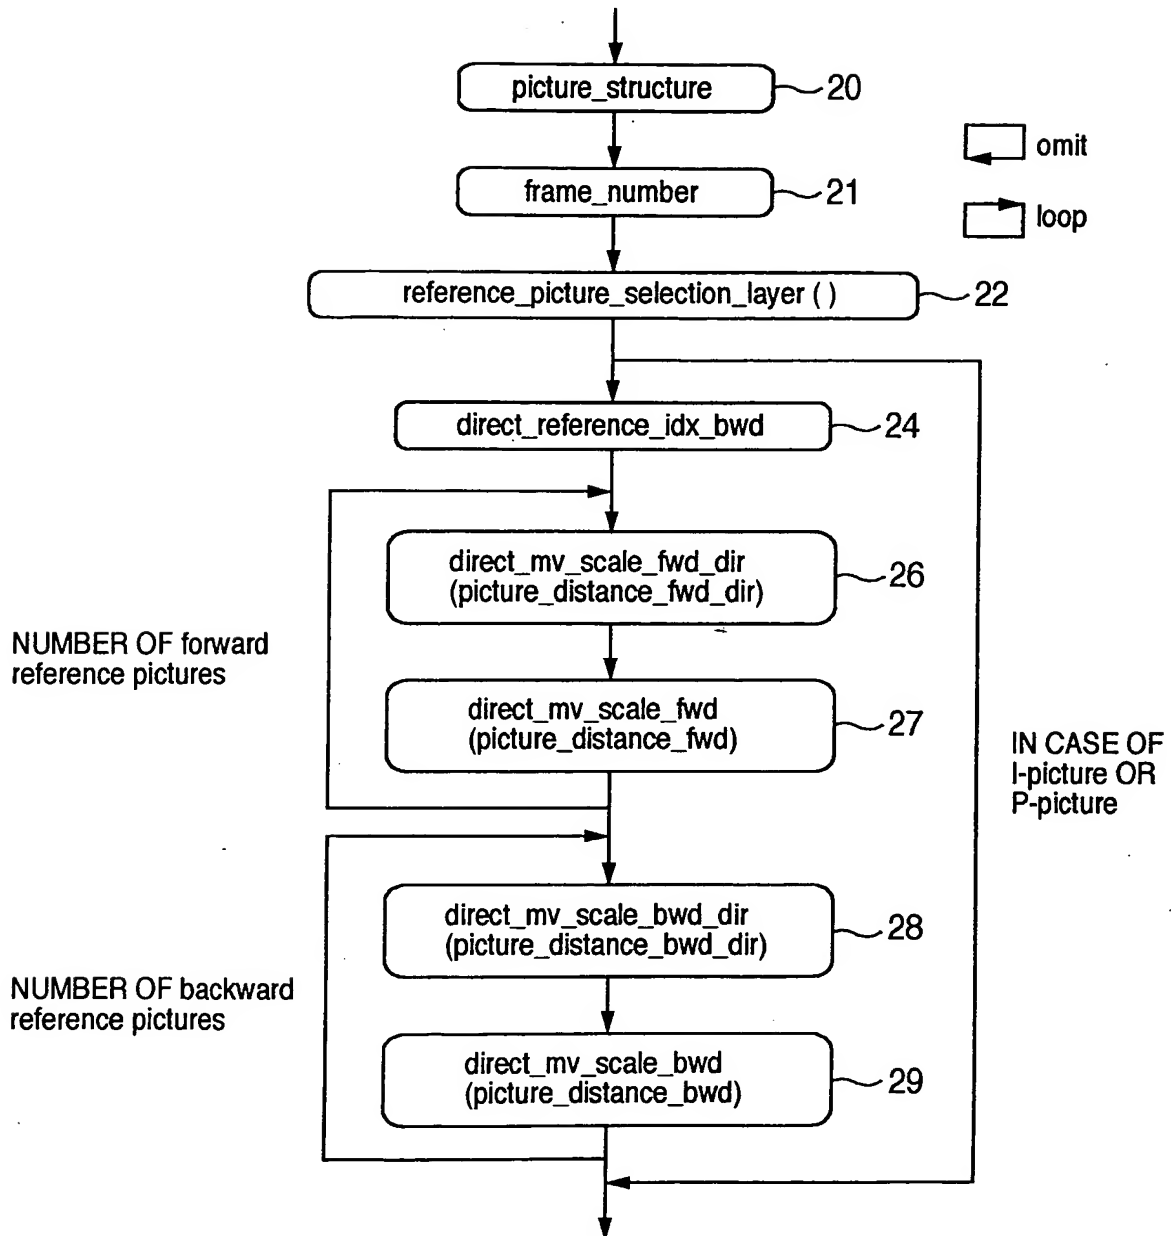 picture_structure
20
omit
frame_number
21
loop
reference_picture_selection_layer ( )
22
direct_reference_idx_bwd
24
direct_mv_scale_fwd_dir
(picture_distance_fwd_dir)
26
NUMBER OF forward
reference pictures
direct_mv_scale_fwd
(picture_distance_fwd)
27
IN CASE OF
I-picture OR
P-picture
direct_mv_scale_bwd_dir
(picture_distance_bwd_dir)
28
NUMBER OF backward
reference pictures
direct_mv_scale_bwd
(picture_distance_bwd)
29